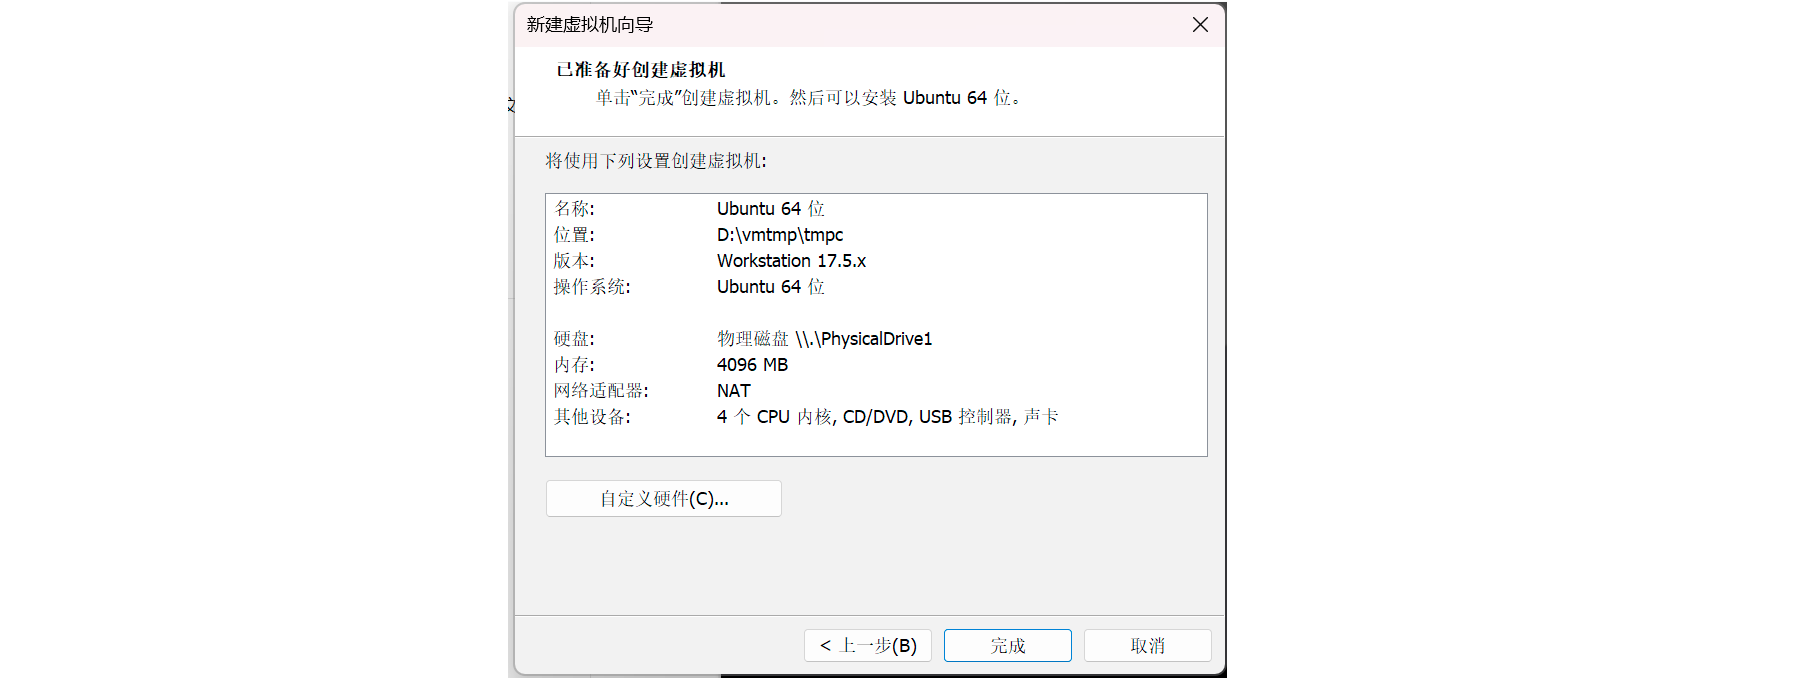 新建虚拟机向导
已准备好创建虚拟机
单击“完成”创建虚拟机。然后可以安装 Ubuntu 64 位。
将使用下列设置创建虚拟机:
名称: Ubuntu 64 位
位置: D:\vmtmp\tmpc
版本: Workstation 17.5.x
操作系统: Ubuntu 64 位
硬盘: 物理磁盘 \\.\PhysicalDrive1
内存: 4096 MB
网络适配器: NAT
其他设备: 4 个 CPU 内核, CD/DVD, USB 控制器, 声卡
自定义硬件(C)...
< 上一步(B) 完成 取消